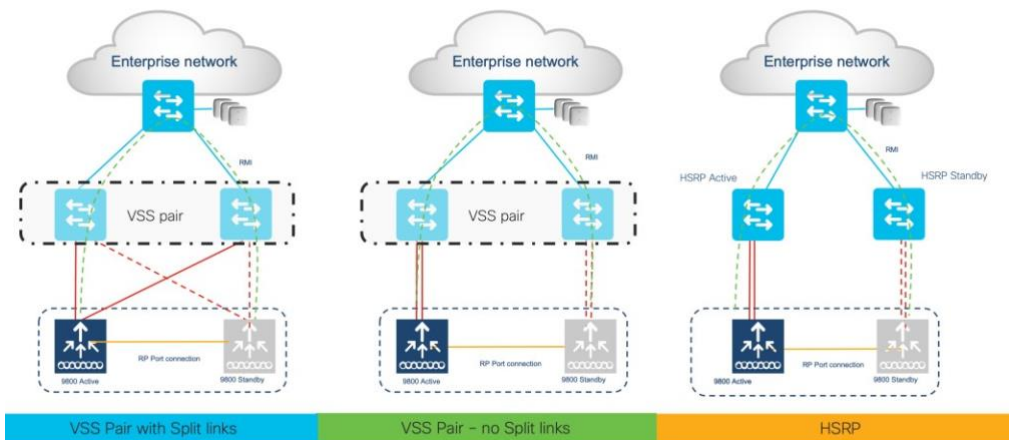 Enterprise network
RMI
VSS pair
RP Port connection
9800 Active
9800 Standby
VSS Pair with Split links
Enterprise network
RMI
VSS pair
RP Port connection
9800 Active
9800 Standby
VSS Pair – no Split links
Enterprise network
RMI
HSRP Active
HSRP Standby
RP Port connection
9800 Active
9800 Standby
HSRP